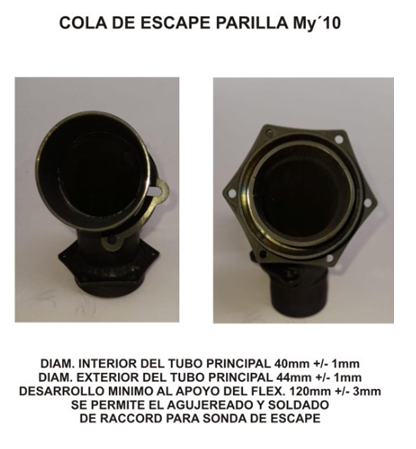 COLA DE ESCAPE PARILLA My´10
DIAM. INTERIOR DEL TUBO PRINCIPAL 40mm +/- 1mm
DIAM. EXTERIOR DEL TUBO PRINCIPAL 44mm +/- 1mm
DESARROLLO MINIMO AL APOYO DEL FLEX. 120mm +/- 3mm
SE PERMITE EL AGUJEREADO Y SOLDADO
DE RACCORD PARA SONDA DE ESCAPE